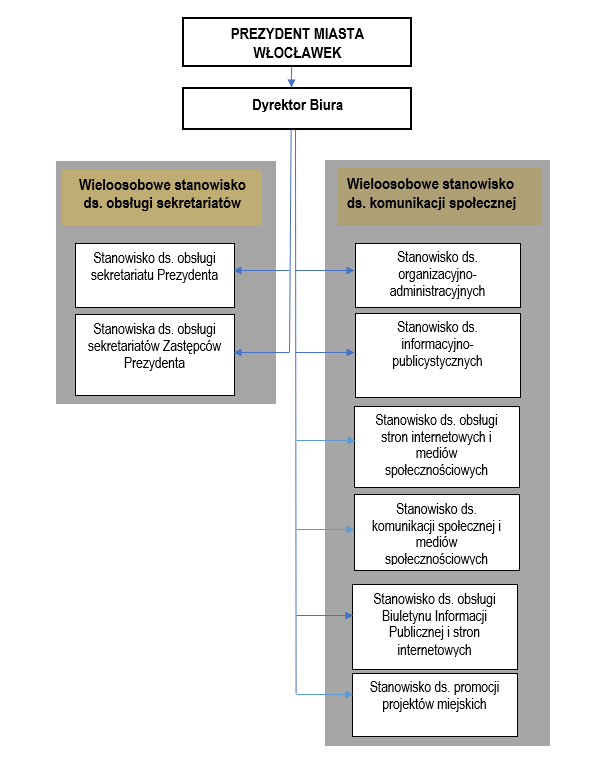 PREZYDENT MIASTA
WŁOCŁAWEK
Dyrektor Biura
Wieloosobowe stanowisko
ds. obsługi sekretariatów
Stanowisko ds. obsługi
sekretariatu Prezydenta
Stanowiska ds. obsługi
sekretariatów Zastępców
Prezydenta
Wieloosobowe stanowisko
ds. komunikacji społecznej
Stanowisko ds.
organizacyjno-
administracyjnych
Stanowisko ds.
informacyjno-
publicystycznych
Stanowisko ds. obsługi
stron internetowych i
mediów
społecznościowych
Stanowisko ds.
komunikacji społecznej i
mediów
społecznościowych
Stanowisko ds. obsługi
Biuletynu Informacji
Publicznej i stron
internetowych
Stanowisko ds. promocji
projektów miejskich